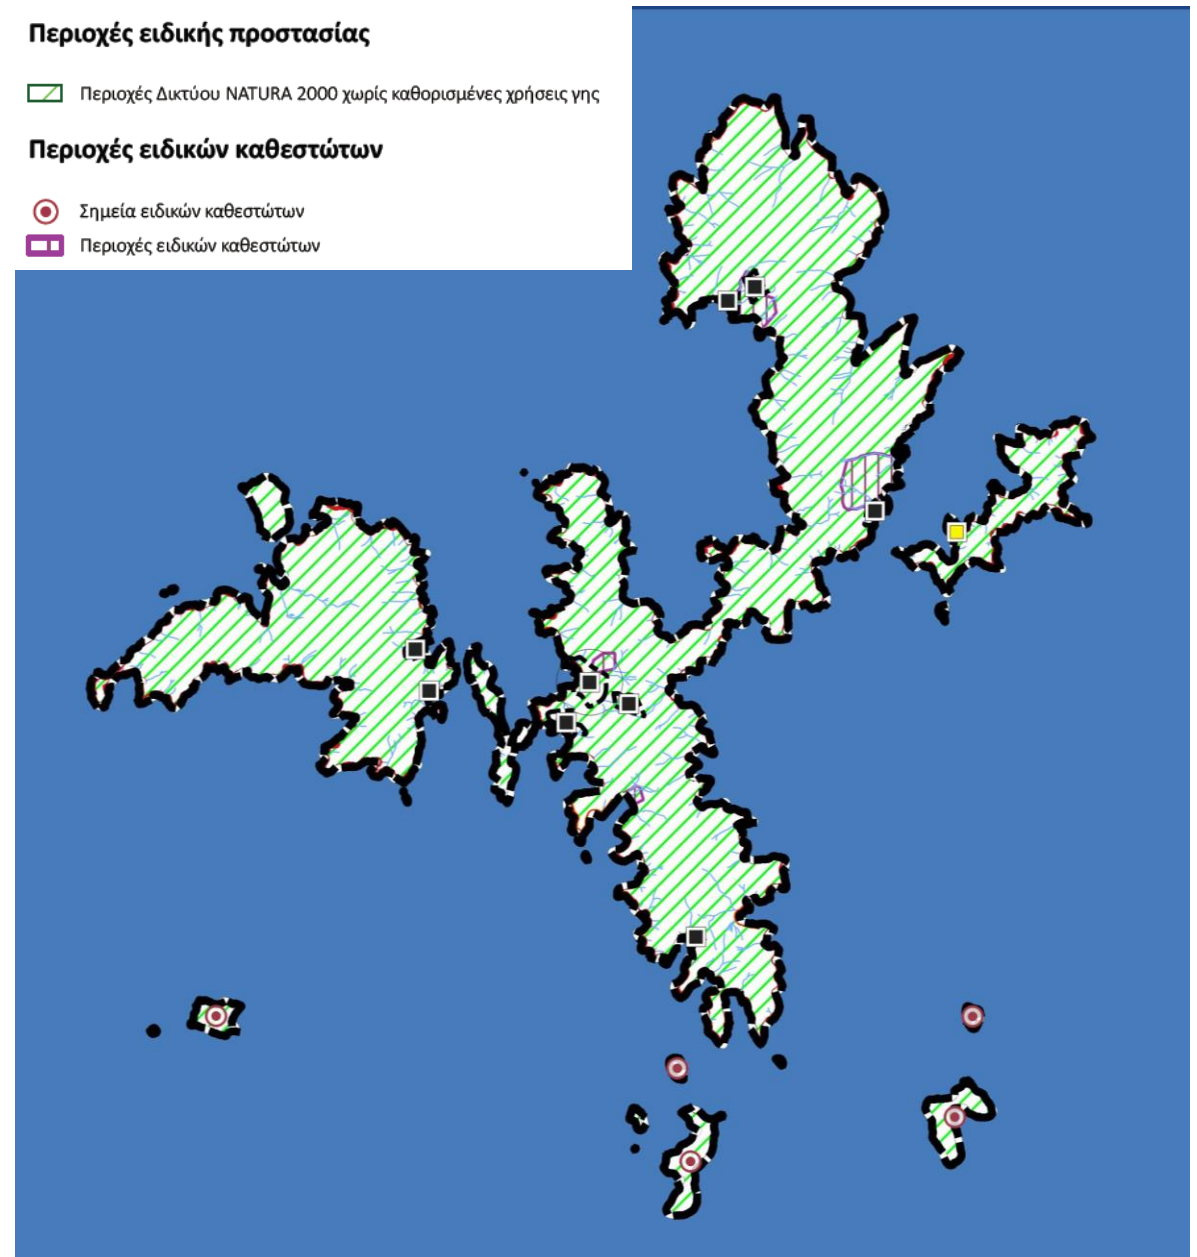 Περιοχές ειδικής προστασίας
Περιοχές Δικτύου NATURA 2000 χωρίς καθορισμένες χρήσεις γης
Περιοχές ειδικών καθεστώτων
Σημεία ειδικών καθεστώτων
Περιοχές ειδικών καθεστώτων